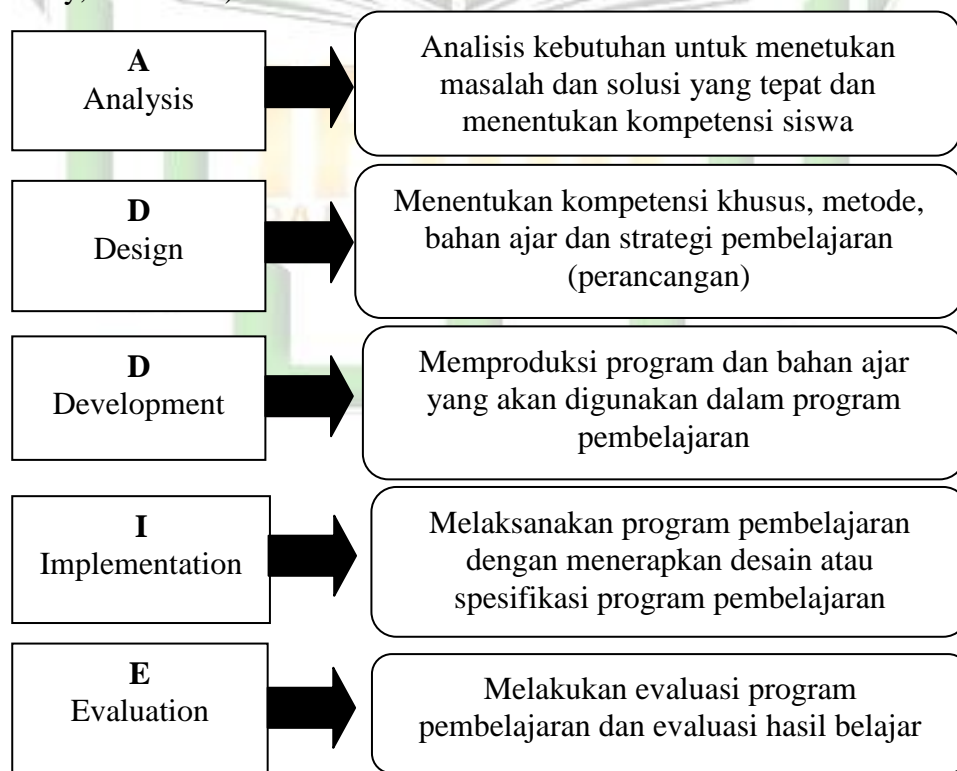 A
Analysis
Analisis kebutuhan untuk menetukan
masalah dan solusi yang tepat dan
menentukan kompetensi siswa
D
Design
Menentukan kompetensi khusus, metode,
bahan ajar dan strategi pembelajaran
(perancangan)
D
Development
Memproduksi program dan bahan ajar
yang akan digunakan dalam program
pembelajaran
I
Implementation
Melaksanakan program pembelajaran
dengan menerapkan desain atau
spesifikasi program pembelajaran
E
Evaluation
Melakukan evaluasi program
pembelajaran dan evaluasi hasil belajar